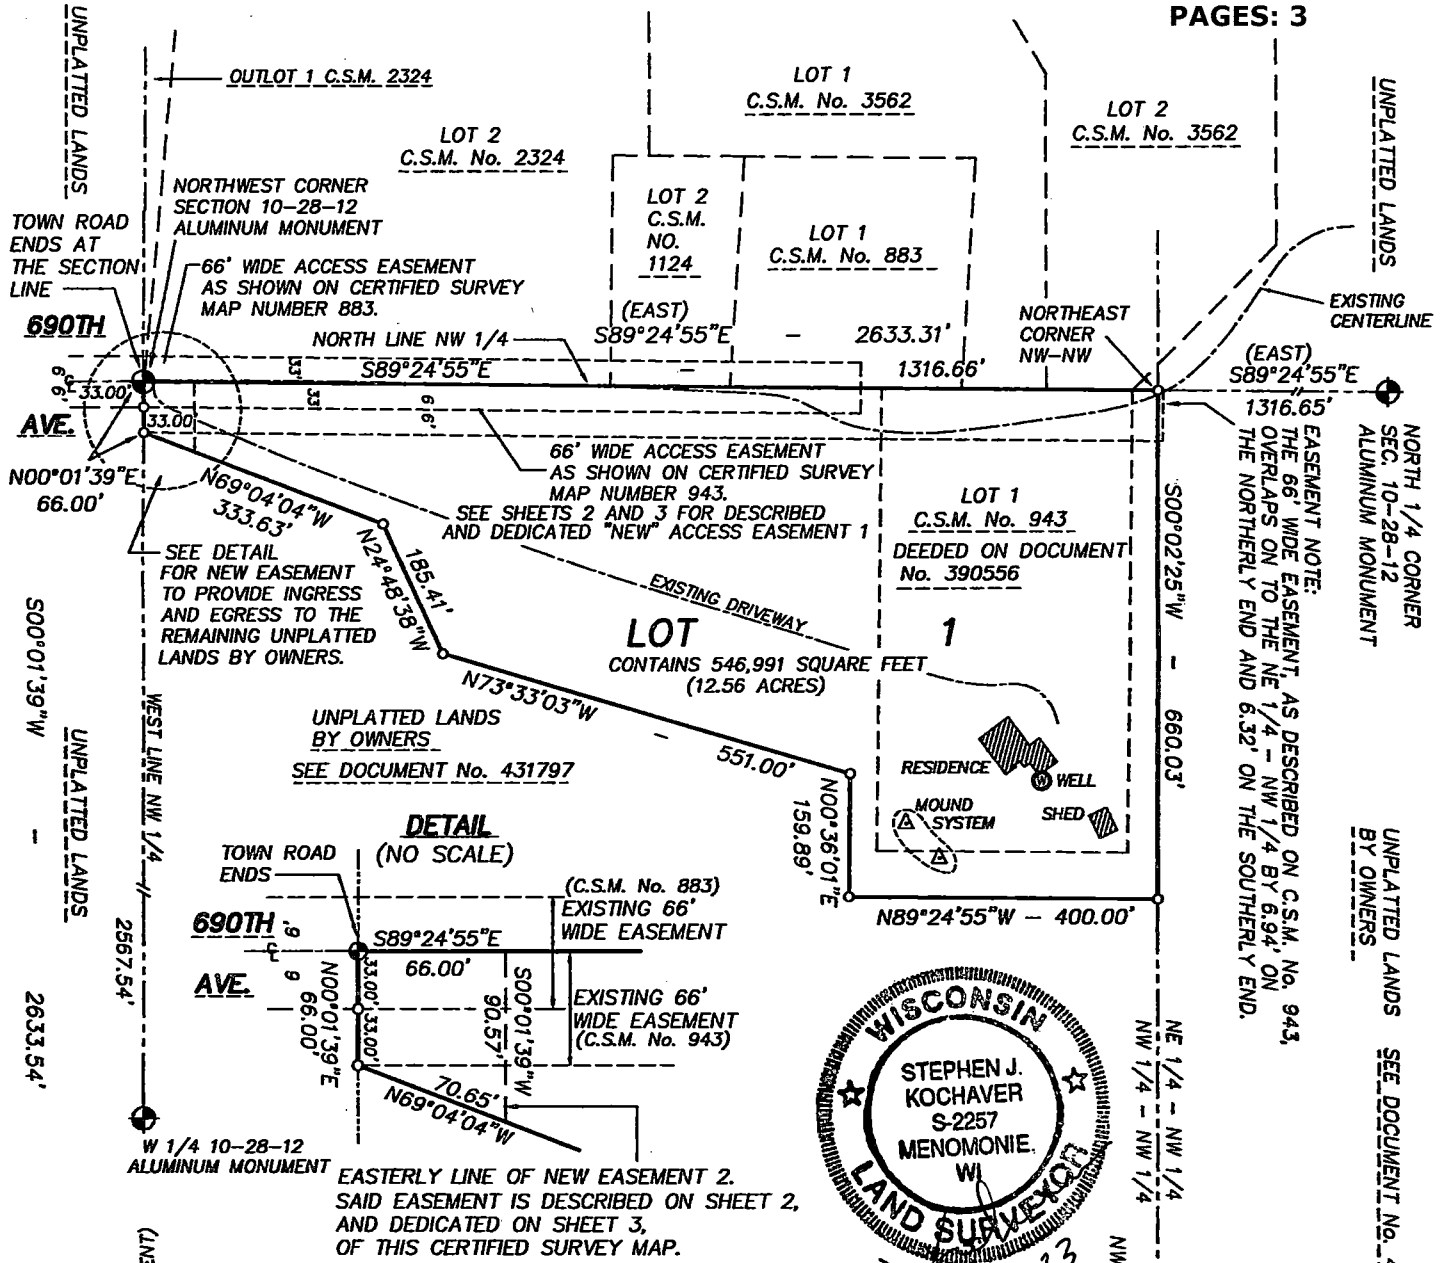 PAGES: 3
UNPLATTED LANDS
OUTLOT 1 C.S.M. 2324
LOT 2
C.S.M. No. 2324
LOT 1
C.S.M. No. 3562
LOT 2
C.S.M. No. 3562
UNPLATTED LANDS
NORTHWEST CORNER
SECTION 10-28-12
ALUMINUM MONUMENT
TOWN ROAD
ENDS AT
THE SECTION
LINE
66' WIDE ACCESS EASEMENT
AS SHOWN ON CERTIFIED SURVEY
MAP NUMBER 883.
LOT 2
C.S.M.
NO.
1124
LOT 1
C.S.M. No. 883
EXISTING
CENTERLINE
NORTHEAST
CORNER
NW-NW
690TH
AVE.
NORTH LINE NW 1/4
(EAST)
S89°24'55"E - 2633.31'
S89°24'55"E - 1316.66'
(EAST)
S89°24'55"E
1316.65'
66'
33.00'
33.00'
33'
33'
66'
N00°01'39"E
66.00'
66' WIDE ACCESS EASEMENT
AS SHOWN ON CERTIFIED SURVEY
MAP NUMBER 943.
SEE SHEETS 2 AND 3 FOR DESCRIBED
AND DEDICATED "NEW" ACCESS EASEMENT 1
N69°04'04"W
333.63'
SEE DETAIL
FOR NEW EASEMENT
TO PROVIDE INGRESS
AND EGRESS TO THE
REMAINING UNPLATTED
LANDS BY OWNERS.
185.41'
N24°48'38"W
LOT 1
C.S.M. No. 943
DEEDED ON DOCUMENT
No. 390556
EXISTING DRIVEWAY
LOT 1
CONTAINS 546,991 SQUARE FEET
(12.56 ACRES)
N73°33'03"W - 551.00'
N00°36'01"E
159.89'
RESIDENCE
W
WELL
MOUND
SYSTEM
SHED
N89°24'55"W - 400.00'
S00°02'25"W - 660.03'
EASEMENT NOTE:
THE 66' WIDE EASEMENT, AS DESCRIBED ON C.S.M. No. 943,
OVERLAPS ON TO THE NE 1/4 - NW 1/4 BY 6.94' ON
THE NORTHERLY END AND 6.32' ON THE SOUTHERLY END.
NORTH 1/4 CORNER
SEC. 10-28-12
ALUMINUM MONUMENT
UNPLATTED LANDS
BY OWNERS
SEE DOCUMENT No.
UNPLATTED LANDS
BY OWNERS
SEE DOCUMENT No. 431797
S00°01'39"W - 2633.54'
UNPLATTED LANDS
WEST LINE NW 1/4
2567.54'
W 1/4 10-28-12
ALUMINUM MONUMENT
DETAIL
(NO SCALE)
TOWN ROAD
ENDS
690TH
AVE.
(C.S.M. No. 883)
EXISTING 66'
WIDE EASEMENT
S89°24'55"E
66.00'
33.00'
33.00'
N00°01'39"E
66.00'
S00°01'39"W
90.57'
EXISTING 66'
WIDE EASEMENT
(C.S.M. No. 943)
70.65'
N69°04'04"W
EASTERLY LINE OF NEW EASEMENT 2.
SAID EASEMENT IS DESCRIBED ON SHEET 2,
AND DEDICATED ON SHEET 3,
OF THIS CERTIFIED SURVEY MAP.
WISCONSIN
STEPHEN J.
KOCHAVER
S-2257
MENOMONIE,
WI
LAND SURVEYOR
NE 1/4 - NW 1/4
NW 1/4 - NW 1/4